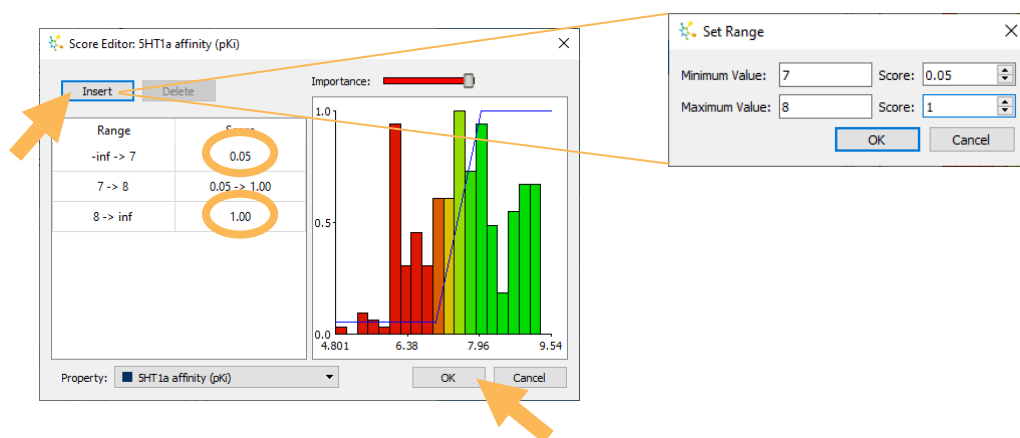 Score Editor: 5HT1a affinity (pKi)
Insert
Delete
Importance:
Range
-inf -> 7
0.05
7 -> 8
0.05 -> 1.00
8 -> inf
1.00
1.0
0.5
0.0
4.801
6.38
7.96
9.54
Property:
5HT1a affinity (pKi)
OK
Cancel
Set Range
Minimum Value:
7
Score:
0.05
Maximum Value:
8
Score:
1
OK
Cancel